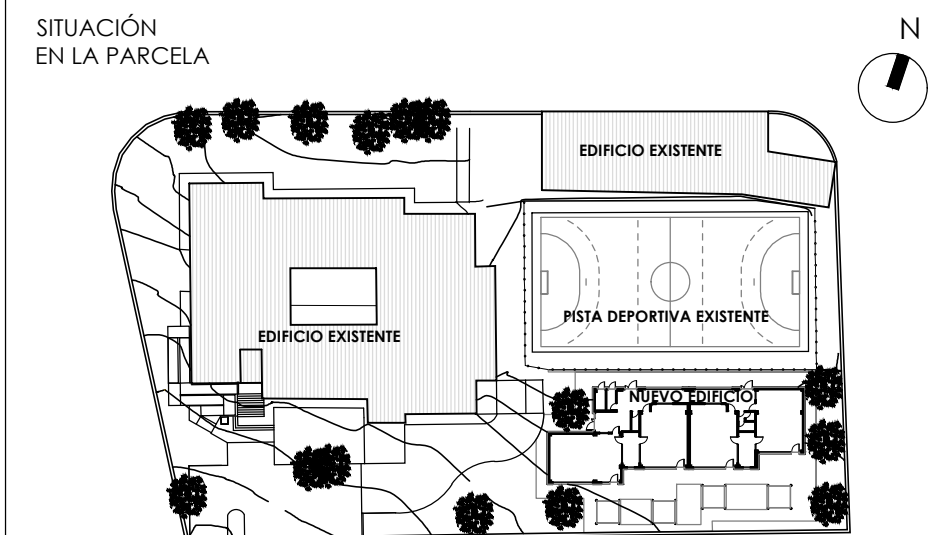 SITUACIÓN
EN LA PARCELA
N
EDIFICIO EXISTENTE
PISTA DEPORTIVA EXISTENTE
EDIFICIO EXISTENTE
NUEVO EDIFICIO